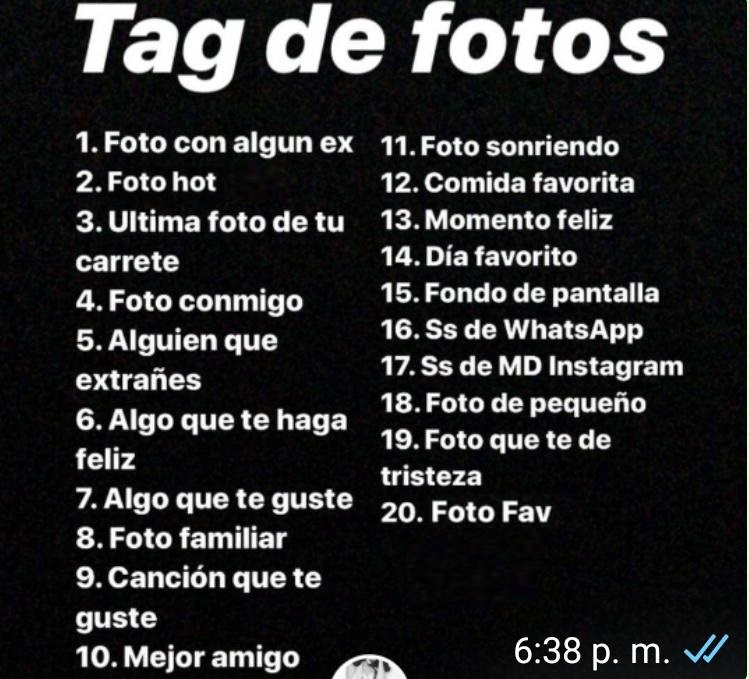 Tag de fotos
1. Foto con algun ex
2. Foto hot
3. Ultima foto de tu
carrete
4. Foto conmigo
5. Alguien que
extrañes
6. Algo que te haga
feliz
7. Algo que te guste
8. Foto familiar
9. Canción que te
guste
10. Mejor amigo
11. Foto sonriendo
12. Comida favorita
13. Momento feliz
14. Día favorito
15. Fondo de pantalla
16. Ss de WhatsApp
17. Ss de MD Instagram
18. Foto de pequeño
19. Foto que te de
tristeza
20. Foto Fav
6:38 p. m.